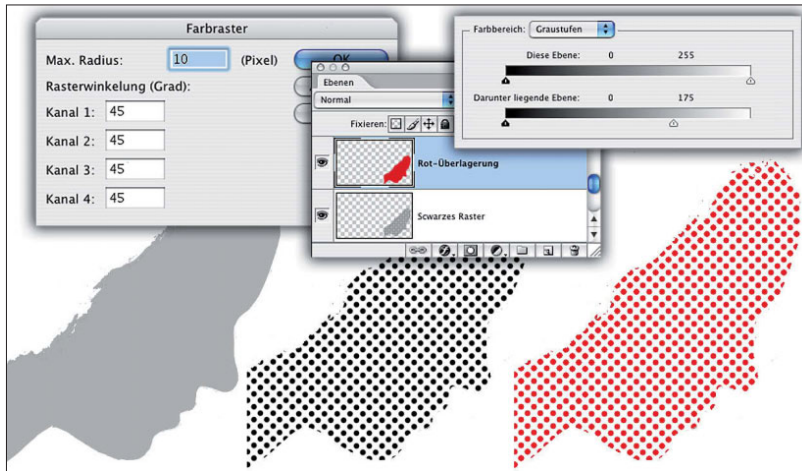 Farbraster
Max. Radius: 10 (Pixel)
OK
Rasterwinkelung (Grad):
Kanal 1: 45
Kanal 2: 45
Kanal 3: 45
Kanal 4: 45
Ebenen
Normal
Fixieren:
Rot-Überlagerung
Scwarzes Raster
Farbbereich: Graustufen
Diese Ebene: 0 255
Darunter liegende Ebene: 0 175